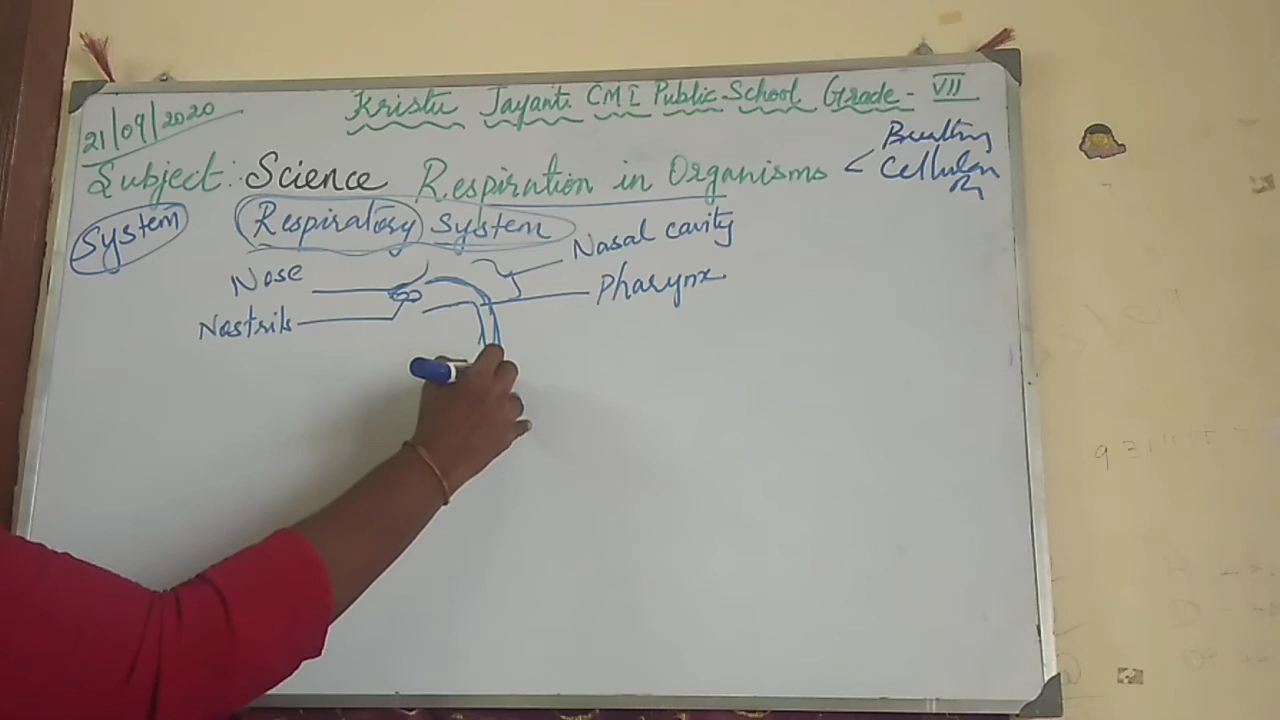 21/09/2020
Kristu Jayanti CMI Public School Grade - VII
Subject: Science Respiration in Organisms < Breathing
Cellular R
System
Respiratory System
Nose
Nostrils
Nasal cavity
Pharynx